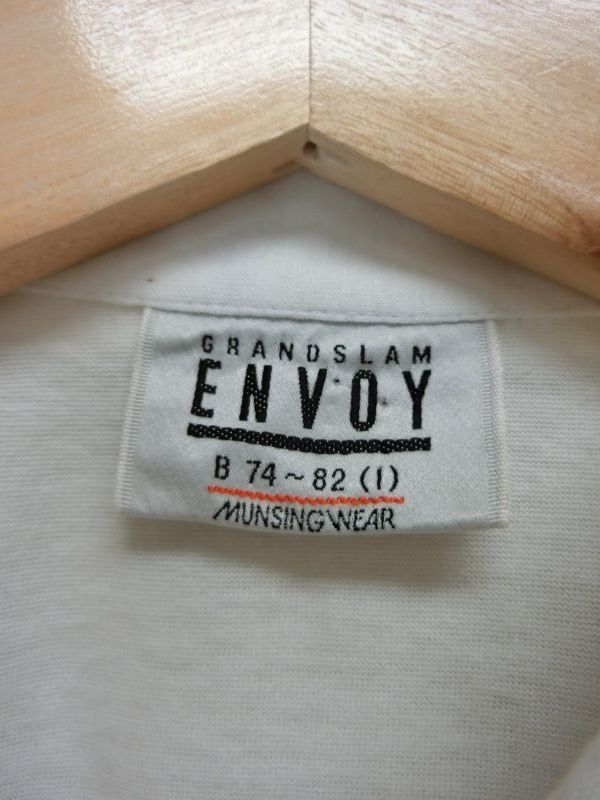 GRANDSLAM
ENVOY
B 74~82 (I)
MUNSINGWEAR